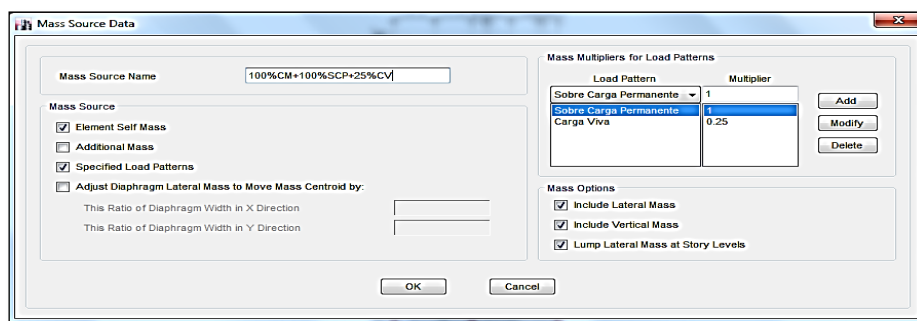 Mass Source Data
Mass Source Name
100%CM+100%SCP+25%CV
Mass Source
Element Self Mass
Additional Mass
Specified Load Patterns
Adjust Diaphragm Lateral Mass to Move Mass Centroid by:
This Ratio of Diaphragm Width in X Direction
This Ratio of Diaphragm Width in Y Direction
Mass Multipliers for Load Patterns
Load Pattern Multiplier
Sobre Carga Permanente 1
Sobre Carga Permanente 1
Carga Viva 0.25
Add
Modify
Delete
Mass Options
Include Lateral Mass
Include Vertical Mass
Lump Lateral Mass at Story Levels
OK Cancel